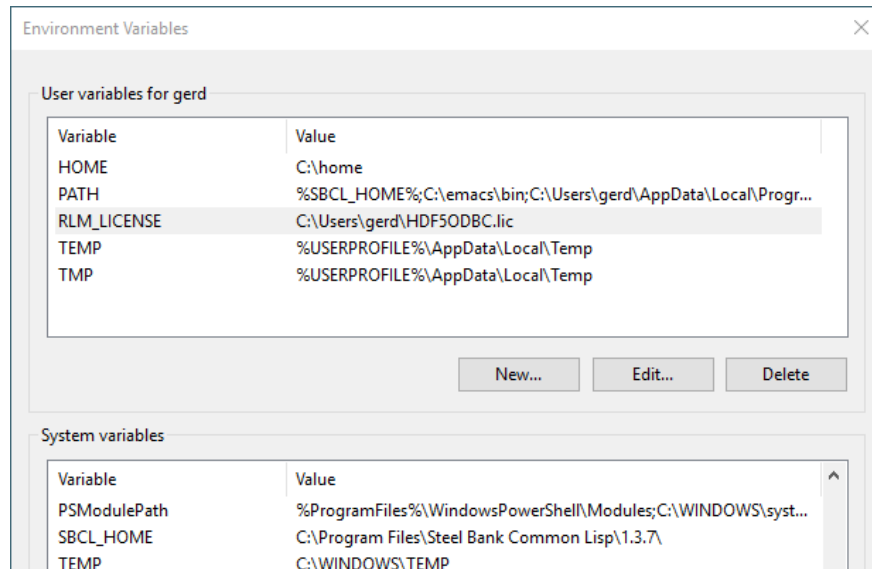 Environment Variables
User variables for gerd
Variable Value
HOME C:\home
PATH %SBCL_HOME%;C:\emacs\bin;C:\Users\gerd\AppData\Local\Progr...
RLM_LICENSE C:\Users\gerd\HDF5ODBC.lic
TEMP %USERPROFILE%\AppData\Local\Temp
TMP %USERPROFILE%\AppData\Local\Temp
New... Edit... Delete
System variables
Variable Value
PSModulePath %ProgramFiles%\WindowsPowerShell\Modules;C:\WINDOWS\syst...
SBCL_HOME C:\Program Files\Steel Bank Common Lisp\1.3.7\
TEMP C:\WINDOWS\TEMP